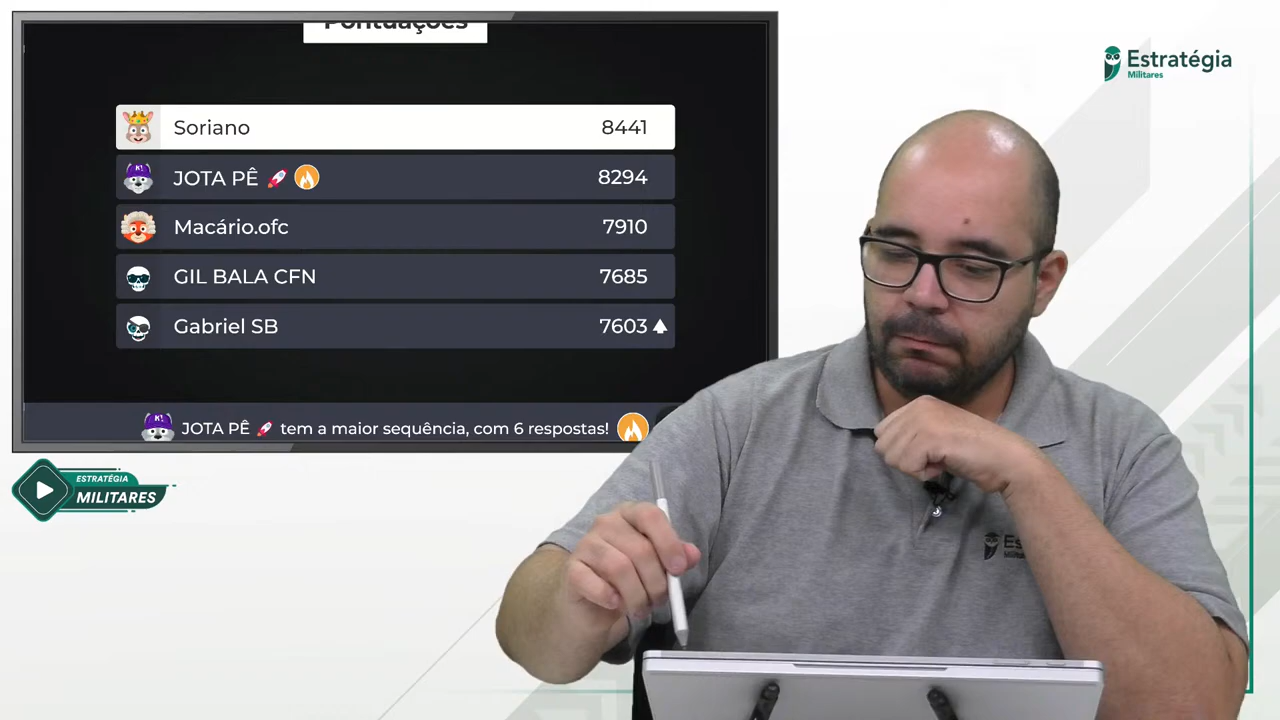 Pontuações
Soriano 8441
JOTA PÊ 8294
Macário.ofc 7910
GIL BALA CFN 7685
Gabriel SB 7603
JOTA PÊ tem a maior sequência, com 6 respostas!
Estratégia
Militares
ESTRATÉGIA
MILITARES